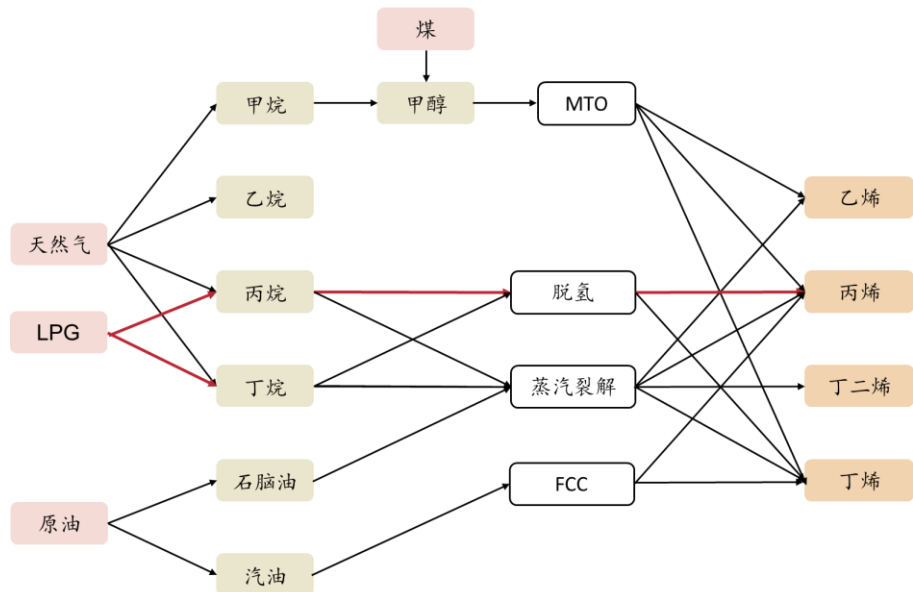 煤
甲烷
甲醇
MTO
乙烷
乙烯
天然气
丙烷
脱氢
丙烯
LPG
丁烷
蒸汽裂解
丁二烯
石脑油
FCC
丁烯
原油
汽油